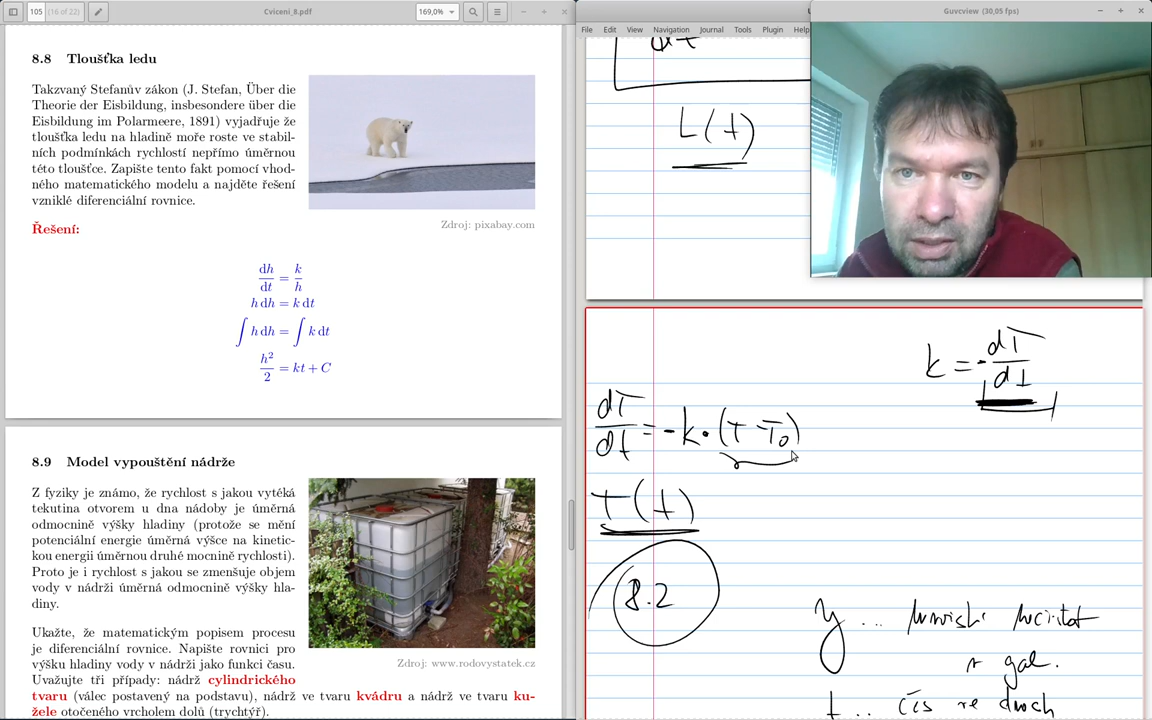 105 (16 of 22)
Cviceni_8.pdf
169,0%
8.8 Tloušťka ledu
Takzvaný Stefanův zákon (J. Stefan, Über die
Theorie der Eisbildung, insbesondere über die
Eisbildung im Polarmeere, 1891) vyjadřuje že
tloušťka ledu na hladině moře roste ve stabil-
ních podmínkách rychlostí nepřímo úměrnou
této tloušťce. Zapište tento fakt pomocí vhod-
ného matematického modelu a najděte řešení
vzniklé diferenciální rovnice.
Zdroj: pixabay.com
Řešení:
dh/dt = k/h
h dh = k dt
∫ h dh = ∫ k dt
h²/2 = kt + C
8.9 Model vypouštění nádrže
Z fyziky je známo, že rychlost s jakou vytéká
tekutina otvorem u dna nádoby je úměrná
odmocnině výšky hladiny (protože se mění
potenciální energie úměrná výšce na kinetic-
kou energii úměrnou druhé mocnině rychlosti).
Proto je i rychlost s jakou se zmenšuje objem
vody v nádrži úměrná odmocnině výšky hla-
diny.
Ukažte, že matematickým popisem procesu
je diferenciální rovnice. Napište rovnici pro
výšku hladiny vody v nádrži jako funkci času.
Uvažujte tři případy: nádrž cylindrického
tvaru (válec postavený na podstavu), nádrž ve tvaru kvádru a nádrž ve tvaru ku-
žele otočeného vrcholem dolů (trychtýř).
Zdroj: www.rodovystatek.cz
File Edit View Navigation Journal Tools Plugin Help
Guvcview (30,05 fps)
L(t)
k = -dT/dt
dT/dt = -k·(T-T₀)
T(t)
8.2
y ...
gal.
t ...